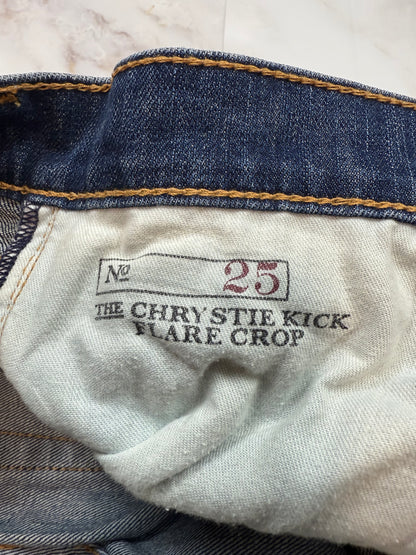 No 25
THE CHRYSTIE KICK
FLARE CROP